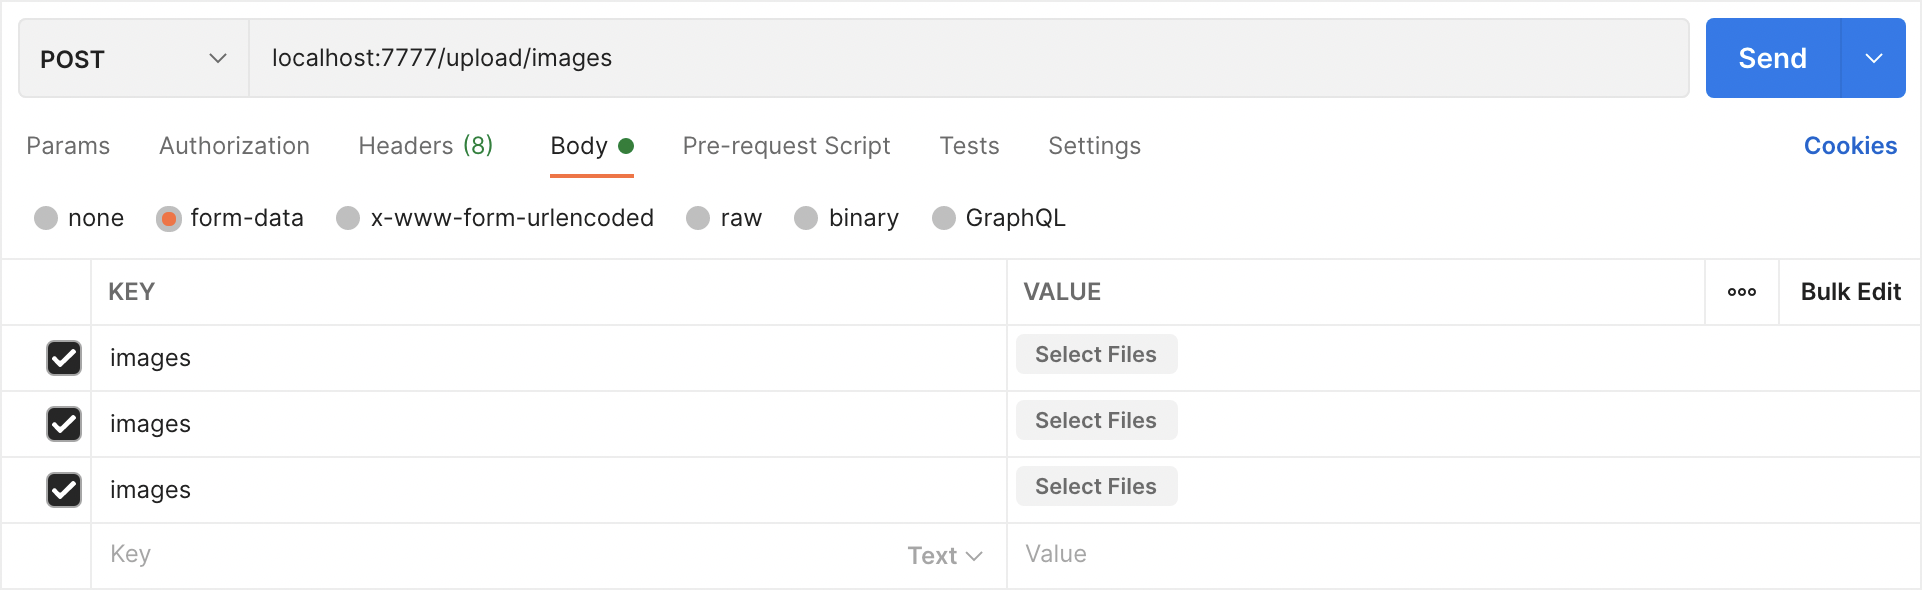 POST localhost:7777/upload/images Send
Params Authorization Headers (8) Body Pre-request Script Tests Settings Cookies
none form-data x-www-form-urlencoded raw binary GraphQL
KEY VALUE ooo Bulk Edit
images Select Files
images Select Files
images Select Files
Key Text Value